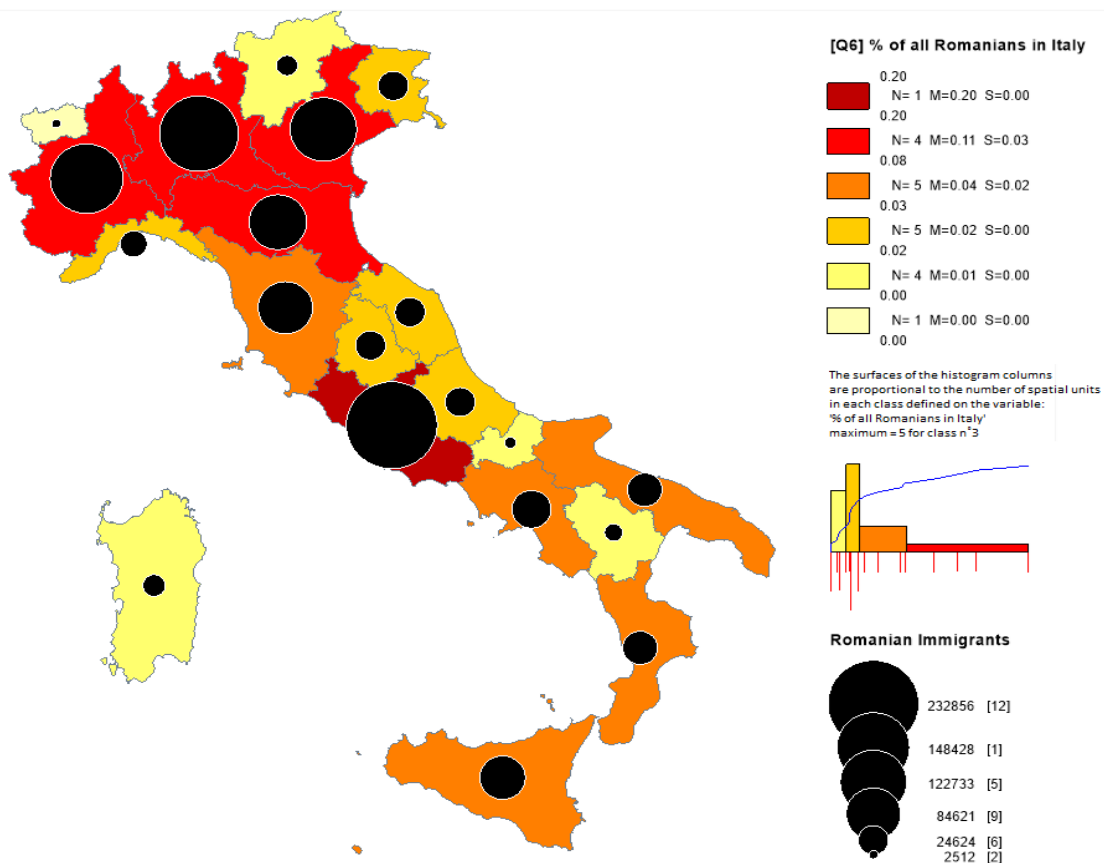 [Q6] % of all Romanians in Italy
0.20
N= 1 M=0.20 S=0.00
0.20
N= 4 M=0.11 S=0.03
0.08
N= 5 M=0.04 S=0.02
0.03
N= 5 M=0.02 S=0.00
0.02
N= 4 M=0.01 S=0.00
0.00
N= 1 M=0.00 S=0.00
0.00
The surfaces of the histogram columns
are proportional to the number of spatial units
in each class defined on the variable:
'% of all Romanians in Italy'
maximum = 5 for class n°3
Romanian Immigrants
232856 [12]
148428 [1]
122733 [5]
84621 [9]
24624 [6]
2512 [2]